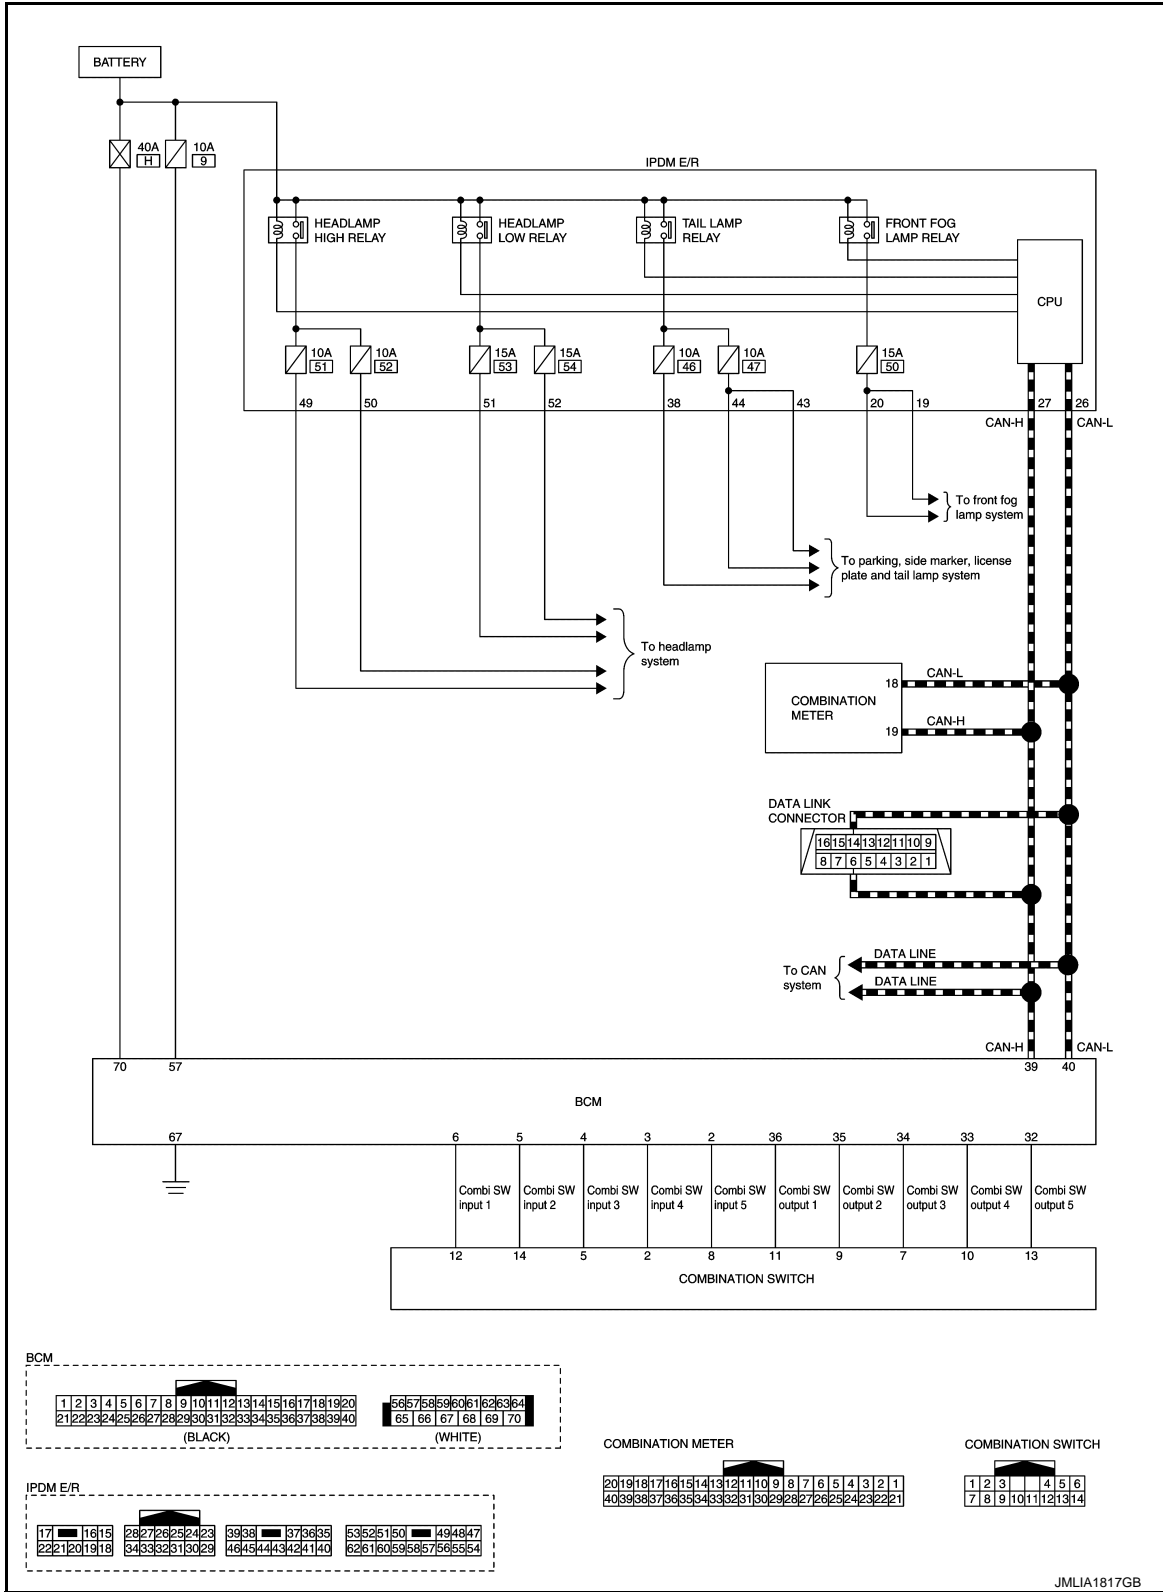 BATTERY
40A
H
10A
9
IPDM E/R
HEADLAMP
HIGH RELAY
HEADLAMP
LOW RELAY
TAIL LAMP
RELAY
FRONT FOG
LAMP RELAY
CPU
10A
51
10A
52
15A
53
15A
54
10A
46
10A
47
15A
50
49 50 51 52 38 44 43 20 19 27 26
CAN-H CAN-L
To front fog
lamp system
To parking, side marker, license
plate and tail lamp system
To headlamp
system
COMBINATION
METER
18 CAN-L
19 CAN-H
DATA LINK
CONNECTOR
16 15 14 13 12 11 10 9
8 7 6 5 4 3 2 1
To CAN
system
DATA LINE
DATA LINE
CAN-H CAN-L
70 57 39 40
BCM
67 6 5 4 3 2 36 35 34 33 32
Combi SW
input 1
Combi SW
input 2
Combi SW
input 3
Combi SW
input 4
Combi SW
input 5
Combi SW
output 1
Combi SW
output 2
Combi SW
output 3
Combi SW
output 4
Combi SW
output 5
12 14 5 2 8 11 9 7 10 13
COMBINATION SWITCH
BCM
1 2 3 4 5 6 7 8 9 10 11 12 13 14 15 16 17 18 19 20
21 22 23 24 25 26 27 28 29 30 31 32 33 34 35 36 37 38 39 40
(BLACK)
56 57 58 59 60 61 62 63 64
65 66 67 68 69 70
(WHITE)
COMBINATION METER
20 19 18 17 16 15 14 13 12 11 10 9 8 7 6 5 4 3 2 1
40 39 38 37 36 35 34 33 32 31 30 29 28 27 26 25 24 23 22 21
COMBINATION SWITCH
1 2 3 4 5 6
7 8 9 10 11 12 13 14
IPDM E/R
17 16 15
22 21 20 19 18
28 27 26 25 24 23
34 33 32 31 30 29
39 38 37 36 35
46 45 44 43 42 41 40
53 52 51 50 49 48 47
62 61 60 59 58 57 56 55 54
JMLIA1817GB